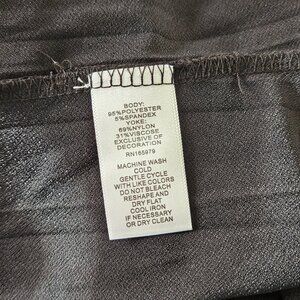 BODY:
95%POLYESTER
5%SPANDEX
YOKE:
69%NYLON
31%VISCOSE
EXCLUSIVE OF
DECORATION
RN165979
MACHINE WASH
COLD
GENTLE CYCLE
WITH LIKE COLORS
DO NOT BLEACH
RESHAPE AND
DRY FLAT
COOL IRON
IF NECESSARY
OR DRY CLEAN